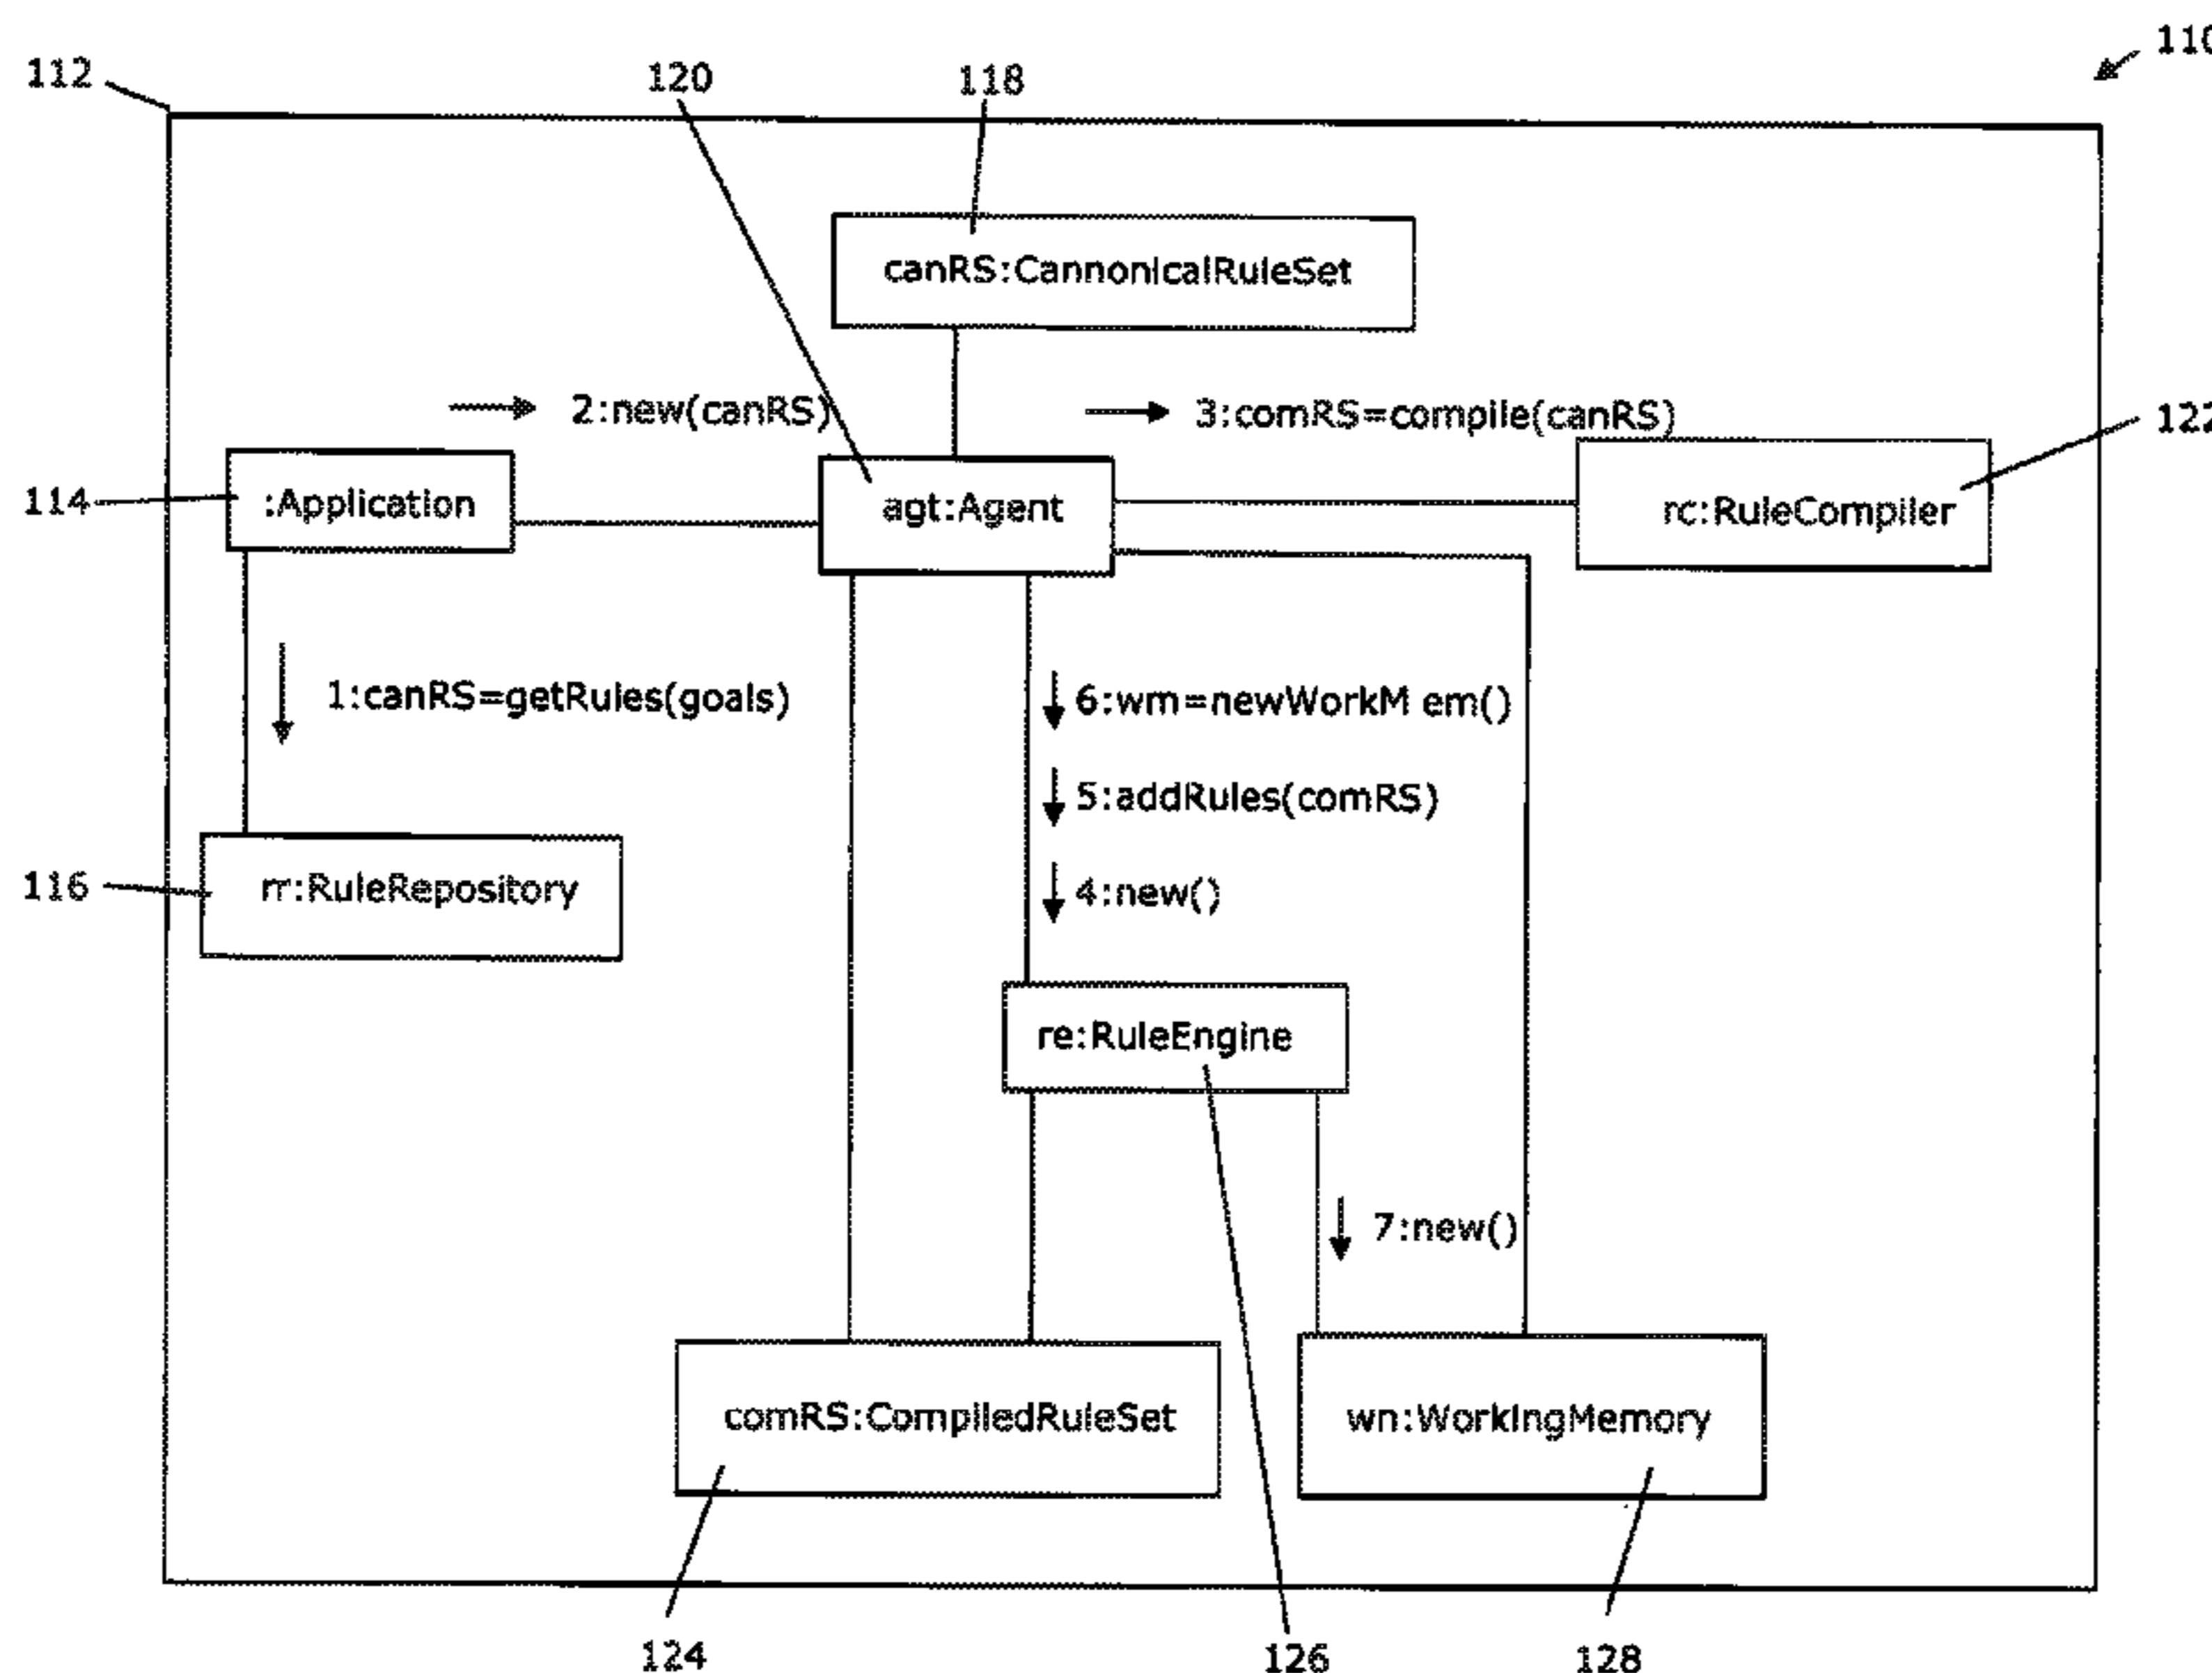 110
112
120
118
canRS:CannonicalRuleSet
2:new(canRS)
3:comRS=compile(canRS)
122
114
:Application
agt:Agent
rc:RuleCompiler
1:canRS=getRules(goals)
6:wm=newWorkM em()
5:addRules(comRS)
116
rr:RuleRepository
4:new()
re:RuleEngine
7:new()
comRS:CompiledRuleSet
wn:WorkingMemory
124
126
128